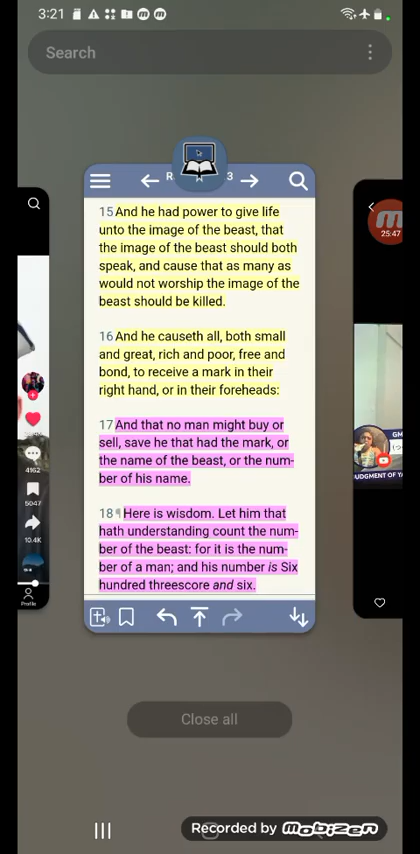 3:21
Search
R 3
15 And he had power to give life
unto the image of the beast, that
the image of the beast should both
speak, and cause that as many as
would not worship the image of the
beast should be killed.
16 And he causeth all, both small
and great, rich and poor, free and
bond, to receive a mark in their
right hand, or in their foreheads:
17 And that no man might buy or
sell, save he that had the mark, or
the name of the beast, or the num-
ber of his name.
18 ¶ Here is wisdom. Let him that
hath understanding count the num-
ber of the beast: for it is the num-
ber of a man; and his number is Six
hundred threescore and six.
4162
5047
10.4K
Profile
25:47
GM
UDGMENT OF YA
Close all
Recorded by mobizen